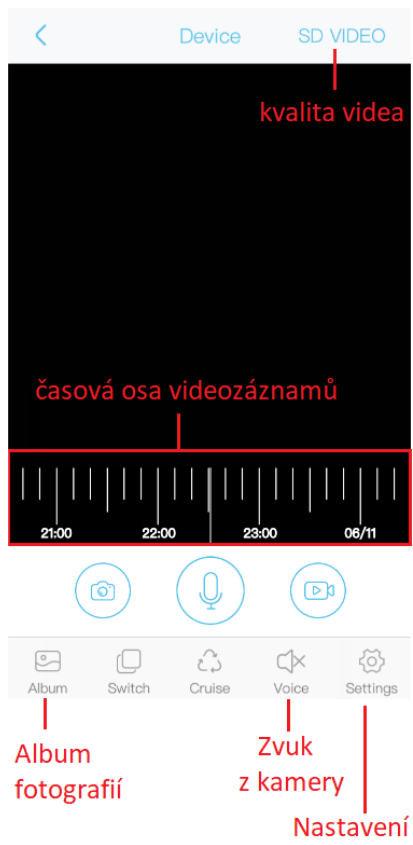 Device SD VIDEO
kvalita videa
časová osa videozáznamů
21:00 22:00 23:00 06/11
Album Switch Cruise Voice Settings
Album
fotografií
Zvuk
z kamery
Nastavení